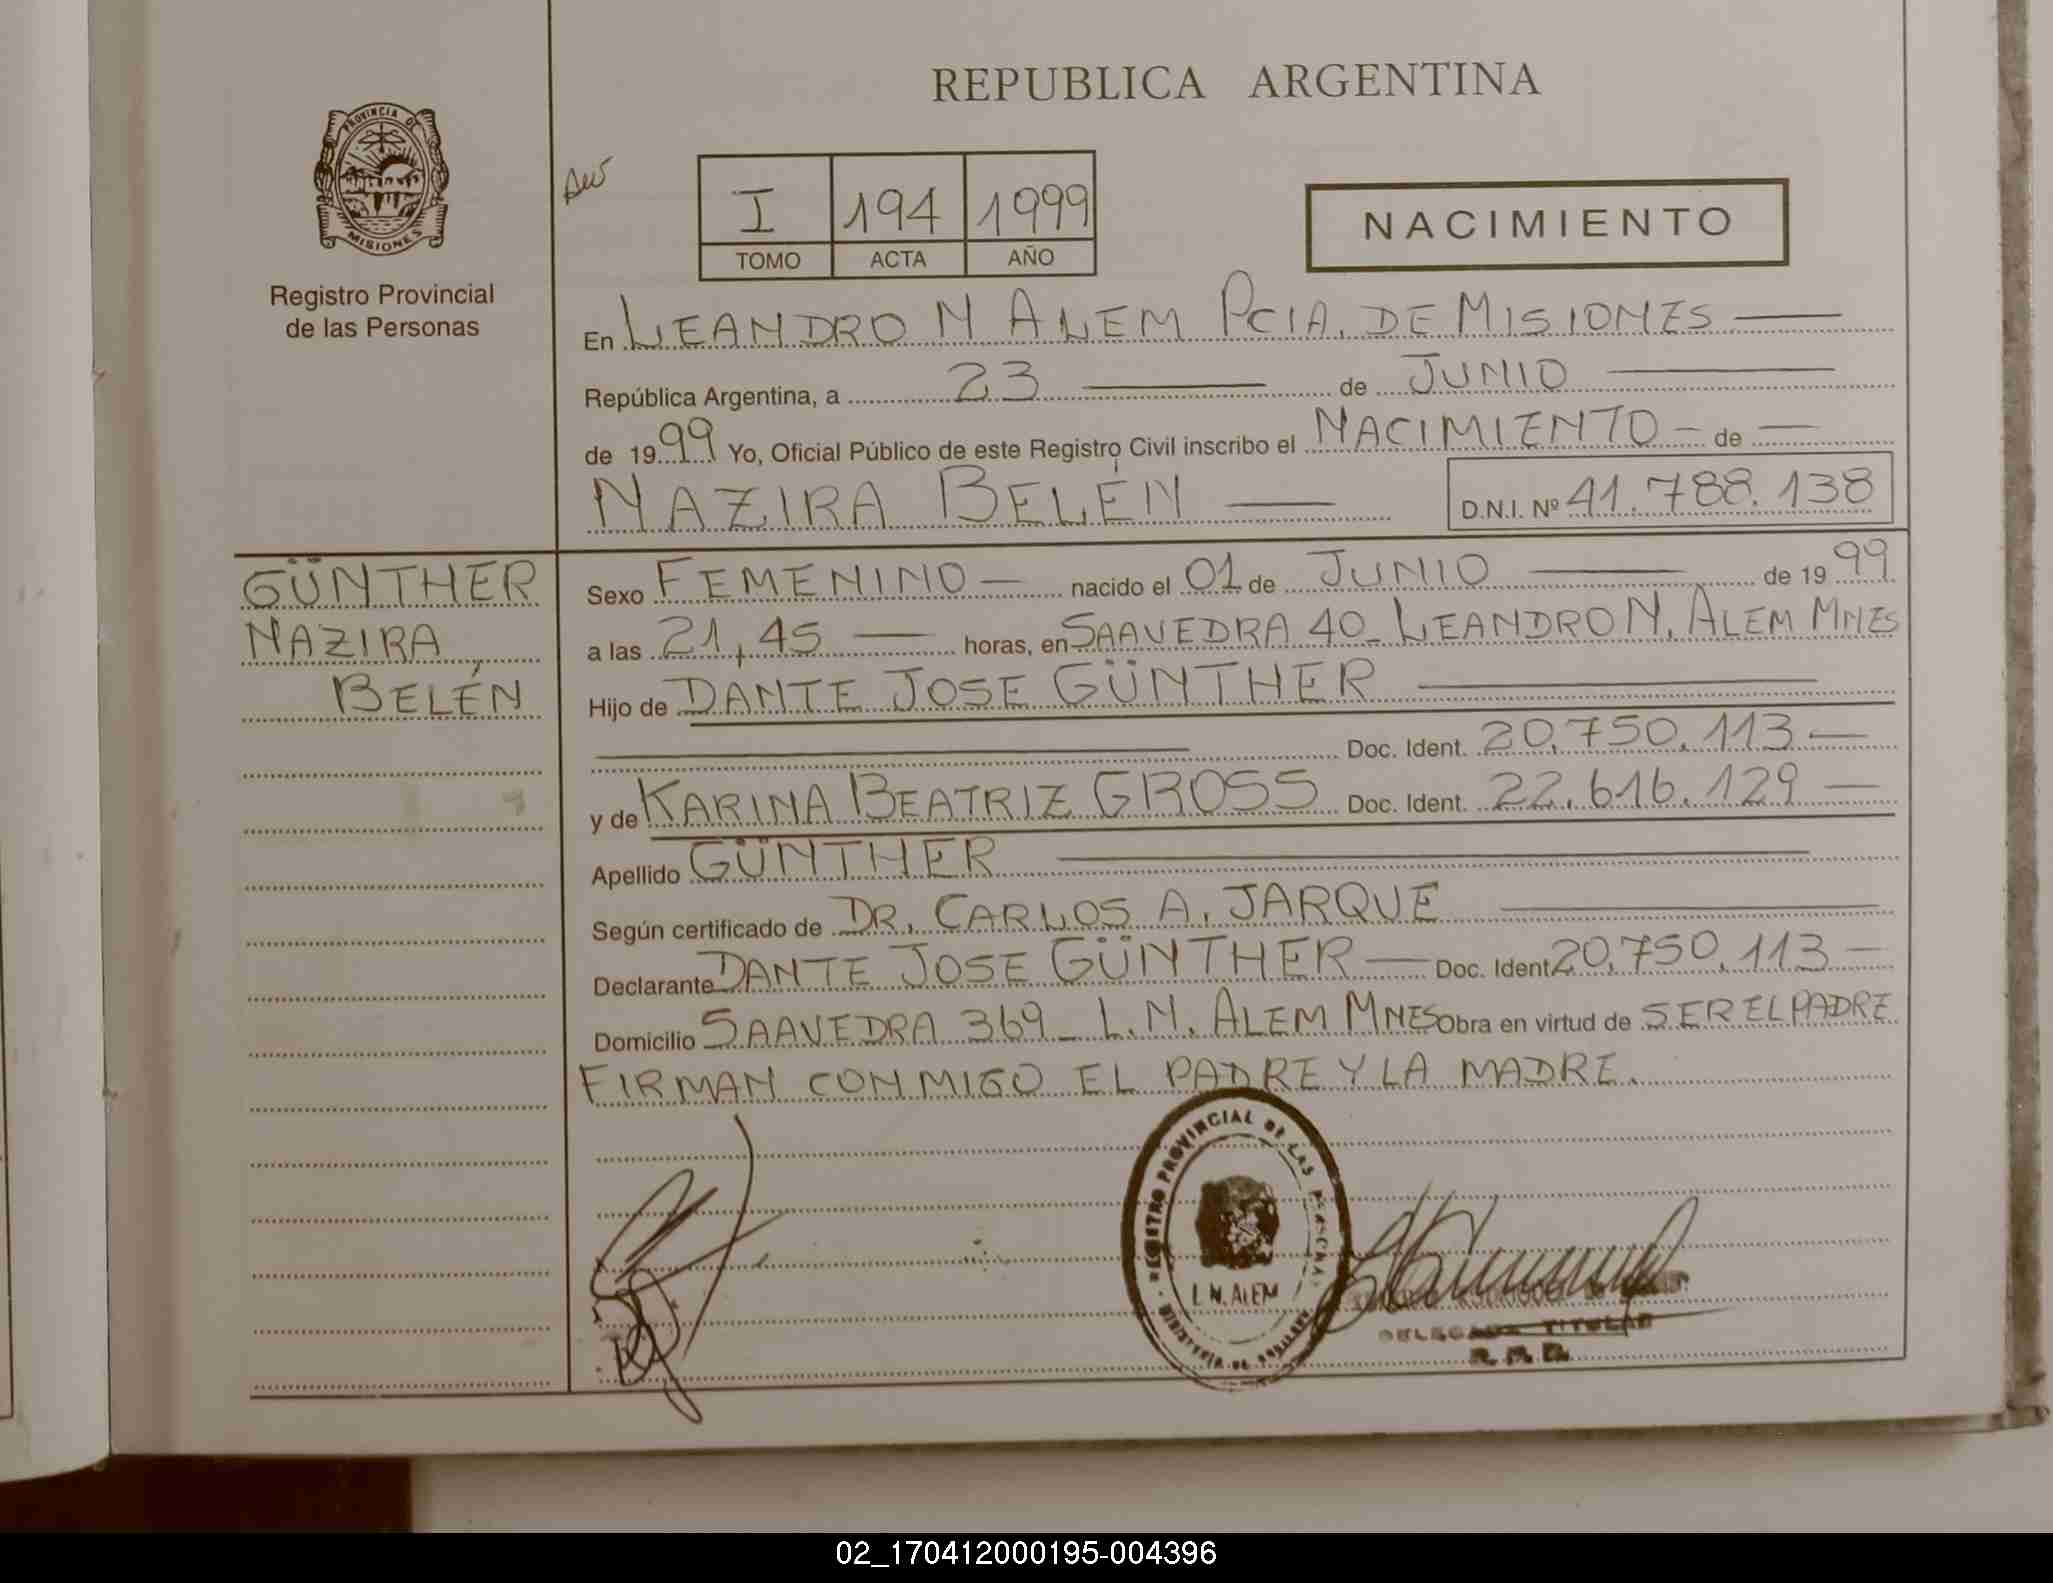 REPUBLICA ARGENTINA
PROVINCIA DE
MISIONES
Registro Provincial
de las Personas
I 194 1999
TOMO ACTA AÑO
NACIMIENTO
En LEANDRO N ALEM PCIA. DE MISIONES
República Argentina, a 23 de JUNIO
de 1999 Yo, Oficial Público de este Registro Civil inscribo el NACIMIENTO - de
NAZIRA BELÉN D.N.I. Nº 41.788.138
GÜNTHER
NAZIRA
BELÉN
Sexo FEMENINO nacido el 01 de JUNIO de 1999
a las 21,45 horas, en SAAVEDRA 40_ LEANDRO N. ALEM MNES
Hijo de DANTE JOSE GÜNTHER
Doc. Ident. 20.750.113
y de KARINA BEATRIZ GROSS Doc. Ident. 22.616.129
Apellido GÜNTHER
Según certificado de DR. CARLOS A. JARQUE
Declarante DANTE JOSE GÜNTHER Doc. Ident 20.750.113
Domicilio SAAVEDRA 369_ L.N. ALEM MNES Obra en virtud de SER EL PADRE
FIRMAN CONMIGO EL PADRE Y LA MADRE.
REGISTRO PROVINCIAL DE LAS PERSONAS
L.N. ALEM
DELEGADA TITULAR
02_170412000195-004396